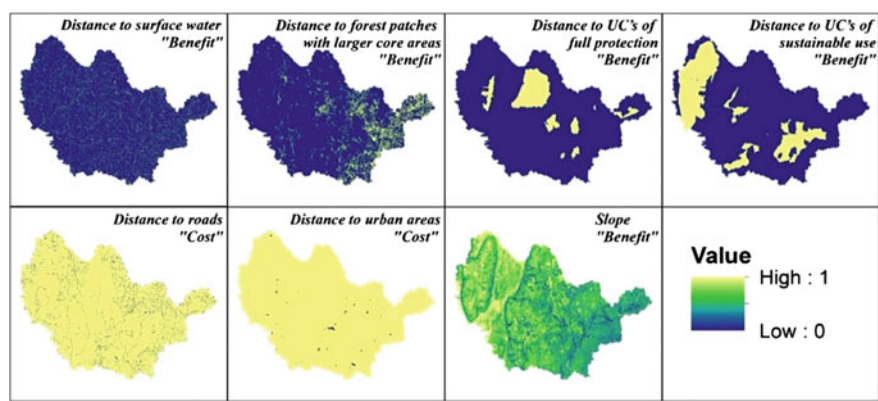 Distance to surface water
"Benefit"
Distance to forest patches
with larger core areas
"Benefit"
Distance to UC's of
full protection
"Benefit"
Distance to UC's of
sustainable use
"Benefit"
Distance to roads
"Cost"
Distance to urban areas
"Cost"
Slope
"Benefit"
Value
High : 1
Low : 0